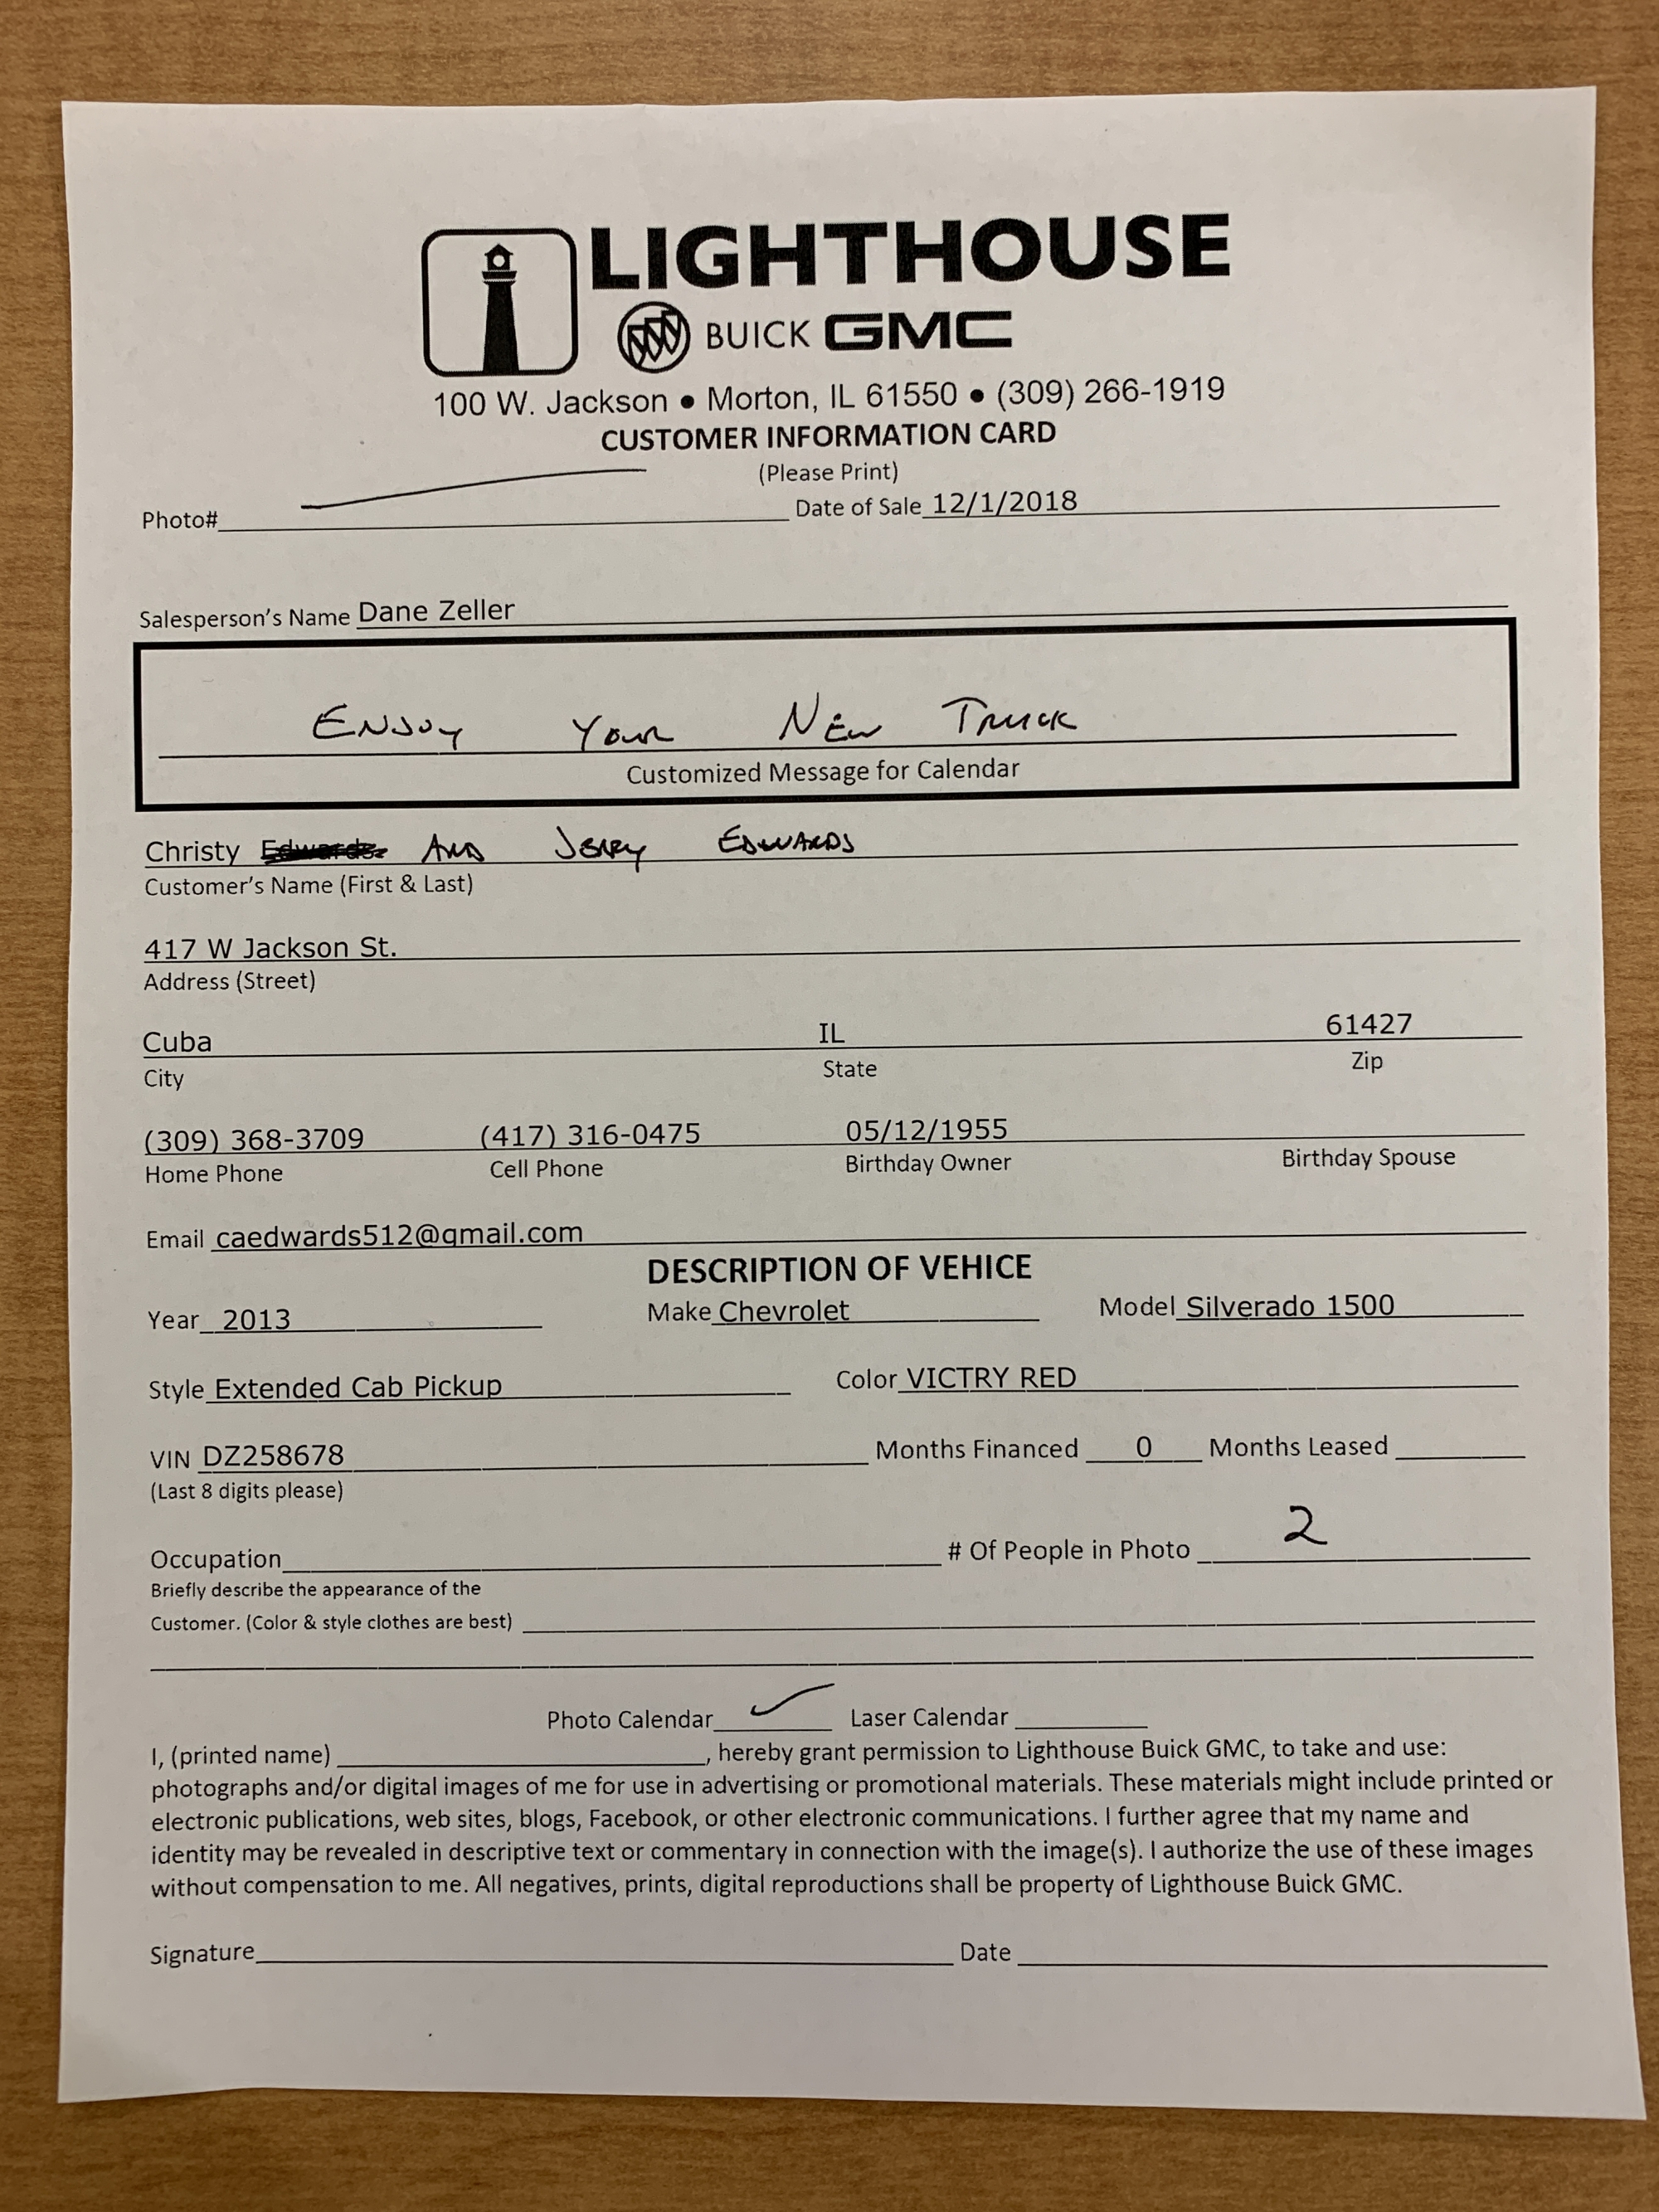 LIGHTHOUSE
BUICK GMC
100 W. Jackson • Morton, IL 61550 • (309) 266-1919
CUSTOMER INFORMATION CARD
(Please Print)
Photo# Date of Sale 12/1/2018
Salesperson's Name Dane Zeller
ENJOY YOUR NEW TRUCK
Customized Message for Calendar
Christy Edwards AND JERRY EDWARDS
Customer's Name (First & Last)
417 W Jackson St.
Address (Street)
Cuba IL 61427
City State Zip
(309) 368-3709 (417) 316-0475 05/12/1955
Home Phone Cell Phone Birthday Owner Birthday Spouse
Email caedwards512@gmail.com
DESCRIPTION OF VEHICE
Year 2013 Make Chevrolet Model Silverado 1500
Style Extended Cab Pickup Color VICTRY RED
VIN DZ258678 Months Financed 0 Months Leased
(Last 8 digits please)
Occupation # Of People in Photo 2
Briefly describe the appearance of the
Customer. (Color & style clothes are best)
Photo Calendar ✓ Laser Calendar
I, (printed name) , hereby grant permission to Lighthouse Buick GMC, to take and use:
photographs and/or digital images of me for use in advertising or promotional materials. These materials might include printed or
electronic publications, web sites, blogs, Facebook, or other electronic communications. I further agree that my name and
identity may be revealed in descriptive text or commentary in connection with the image(s). I authorize the use of these images
without compensation to me. All negatives, prints, digital reproductions shall be property of Lighthouse Buick GMC.
Signature Date